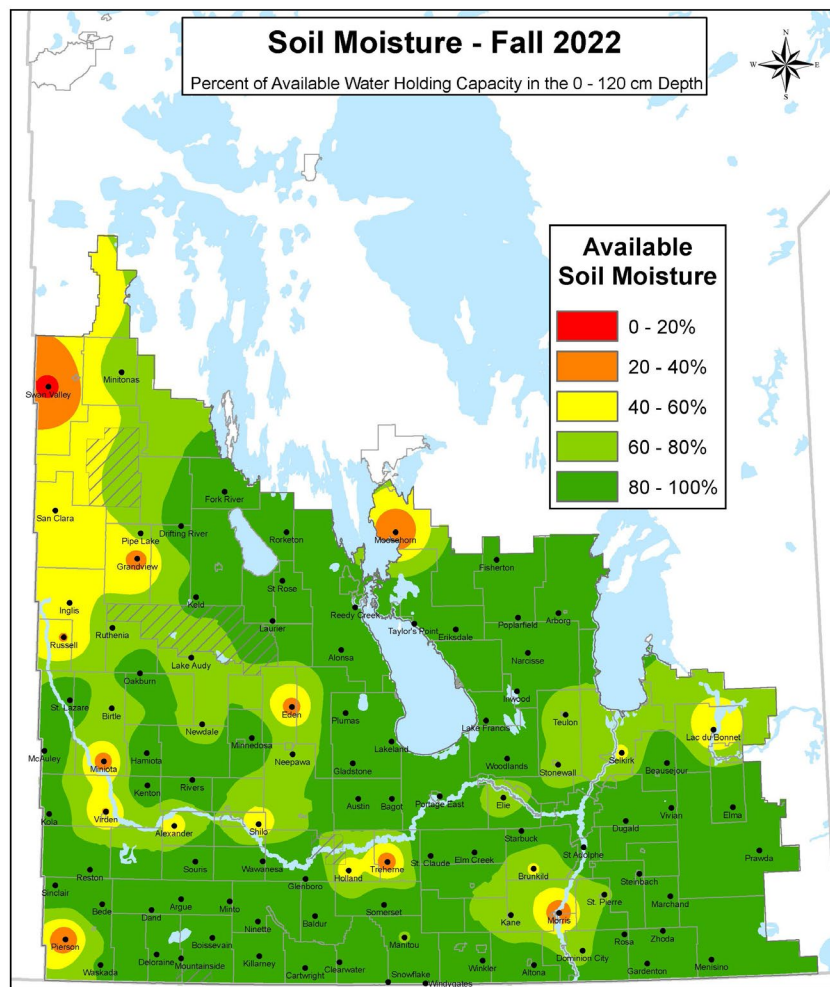 Soil Moisture - Fall 2022
Percent of Available Water Holding Capacity in the 0 - 120 cm Depth
N
W E
S
Available
Soil Moisture
0 - 20%
20 - 40%
40 - 60%
60 - 80%
80 - 100%
Minitonas
Swan Valley
Fork River
San Clara
Drifting River
Pipe Lake
Rorketon
Moosehorn
Grandview
Fisherton
St Rose
Keld
Inglis
Reedy Creek
Poplarfield
Arborg
Laurier
Taylor's Point
Eriksdale
Ruthenia
Russell
Alonsa
Narcisse
Lake Audy
Oakburn
Inwood
St. Lazare
Birtle
Eden
Plumas
Teulon
Lake Francis
Newdale
Lac du Bonnet
Minnedosa
Lakeland
McAuley
Hamiota
Neepawa
Selkirk
Miniota
Gladstone
Woodlands
Stonewall
Beausejour
Kenton
Rivers
Austin
Bagot
Portage East
Elie
Kola
Virden
Vivian
Elma
Alexander
Shilo
Dugald
Starbuck
St Adolphe
Prawda
Souris
Wawanesa
Treherne
St. Claude
Elm Creek
Reston
Holland
Brunkild
Steinbach
Sinclair
Glenboro
St. Pierre
Marchand
Bede
Argue
Minto
Somerset
Dand
Ninette
Baldur
Kane
Morris
Pierson
Boissevain
Manitou
Rosa
Zhoda
Deloraine
Mountainside
Killarney
Dominion City
Waskada
Cartwright
Clearwater
Winkler
Altona
Gardenton
Menisino
Snowflake
Windygates